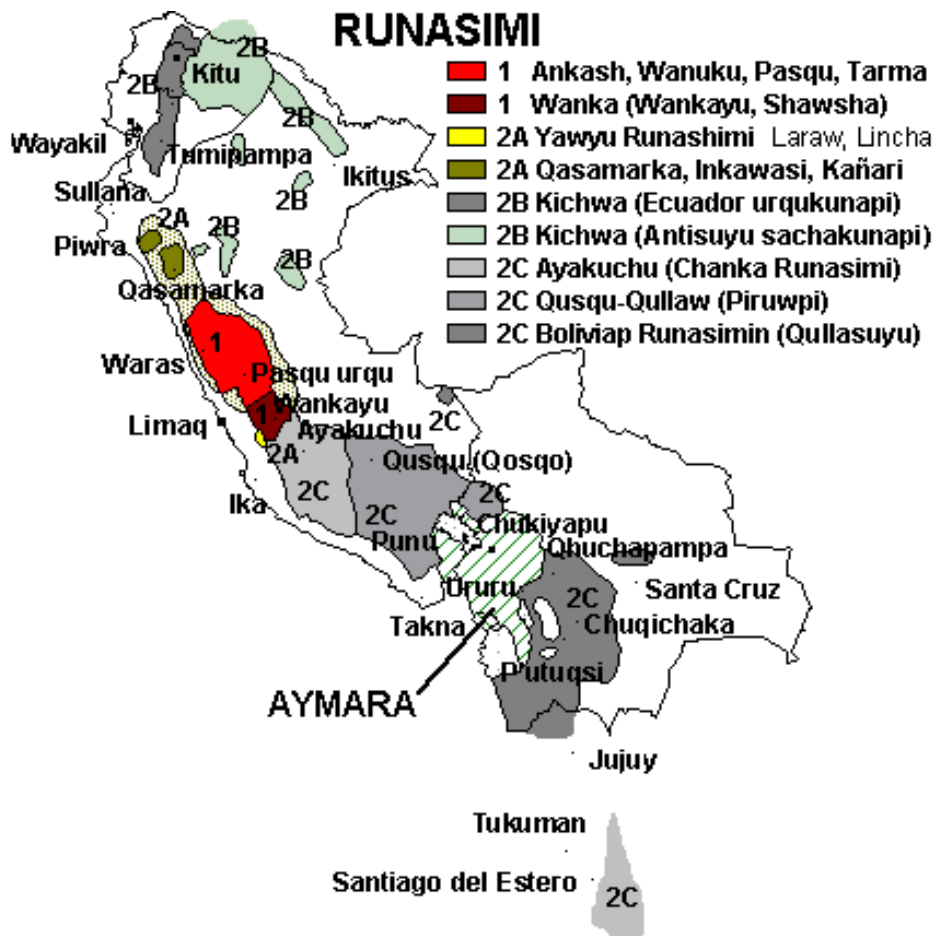 RUNASIMI
1 Ankash, Wanuku, Pasqu, Tarma
1 Wanka (Wankayu, Shawsha)
2A Yawyu Runashimi Laraw, Lincha
2A Qasamarka, Inkawasi, Kañari
2B Kichwa (Ecuador urqukunapi)
2B Kichwa (Antisuyu sachakunapi)
2C Ayakuchu (Chanka Runasimi)
2C Qusqu-Qullaw (Piruwpi)
2C Boliviap Runasimin (Qullasuyu)
2B
Kitu
2B
2B
Wayakil
Tumipampa
Ikitus
Sullana
2B
2A
Piwra
2B
2B
Qasamarka
1
Waras
Pasqu urqu
1
Wankayu
2C
Limaq
Ayakuchu
2A
Qusqu (Qosqo)
2C
2C
Ika
2C
Chukiyapu
Punu
Qhuchapampa
Ururu
2C
Santa Cruz
Takna
Chuqichaka
P'utuqsi
AYMARA
Jujuy
Tukuman
Santiago del Estero
2C